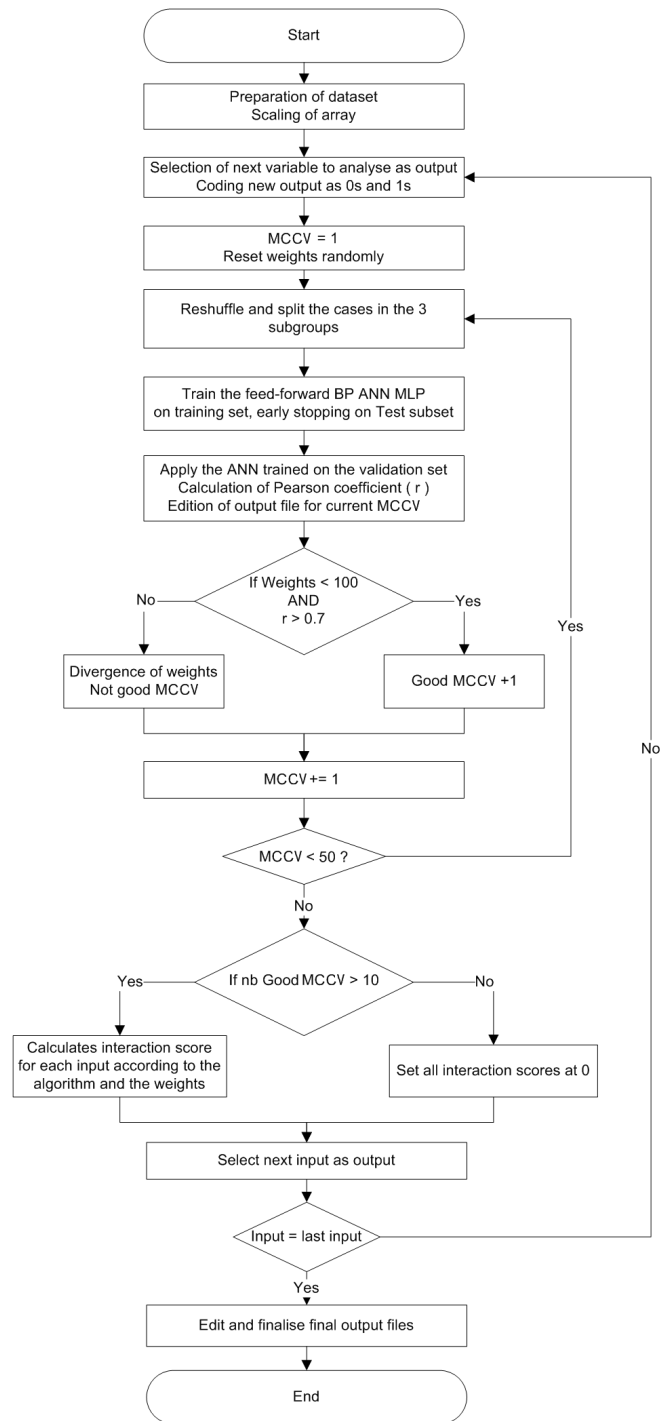 Start
Preparation of dataset
Scaling of array
Selection of next variable to analyse as output
Coding new output as 0s and 1s
MCCV = 1
Reset weights randomly
Reshuffle and split the cases in the 3
subgroups
Train the feed-forward BP ANN MLP
on training set, early stopping on Test subset
Apply the ANN trained on the validation set
Calculation of Pearson coefficient ( r )
Edition of output file for current MCCV
If Weights < 100
AND
r > 0.7
No
Yes
Divergence of weights
Not good MCCV
Good MCCV +1
Yes
MCCV += 1
No
MCCV < 50 ?
No
If nb Good MCCV > 10
Yes
No
Calculates interaction score
for each input according to the
algorithm and the weights
Set all interaction scores at 0
Select next input as output
Input = last input
Yes
Edit and finalise final output files
End